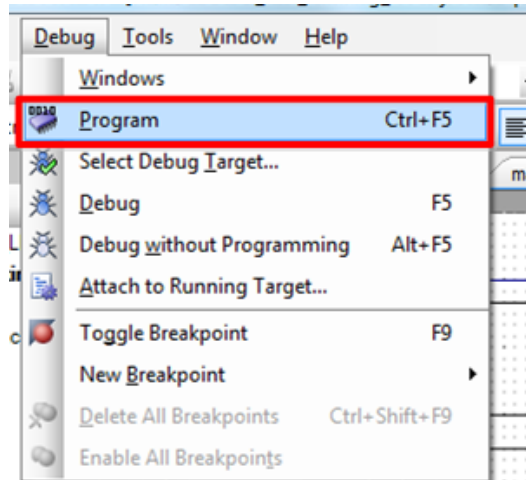 Debug Tools Window Help
Windows
Program Ctrl+F5
Select Debug Target...
Debug F5
Debug without Programming Alt+F5
Attach to Running Target...
Toggle Breakpoint F9
New Breakpoint
Delete All Breakpoints Ctrl+Shift+F9
Enable All Breakpoints